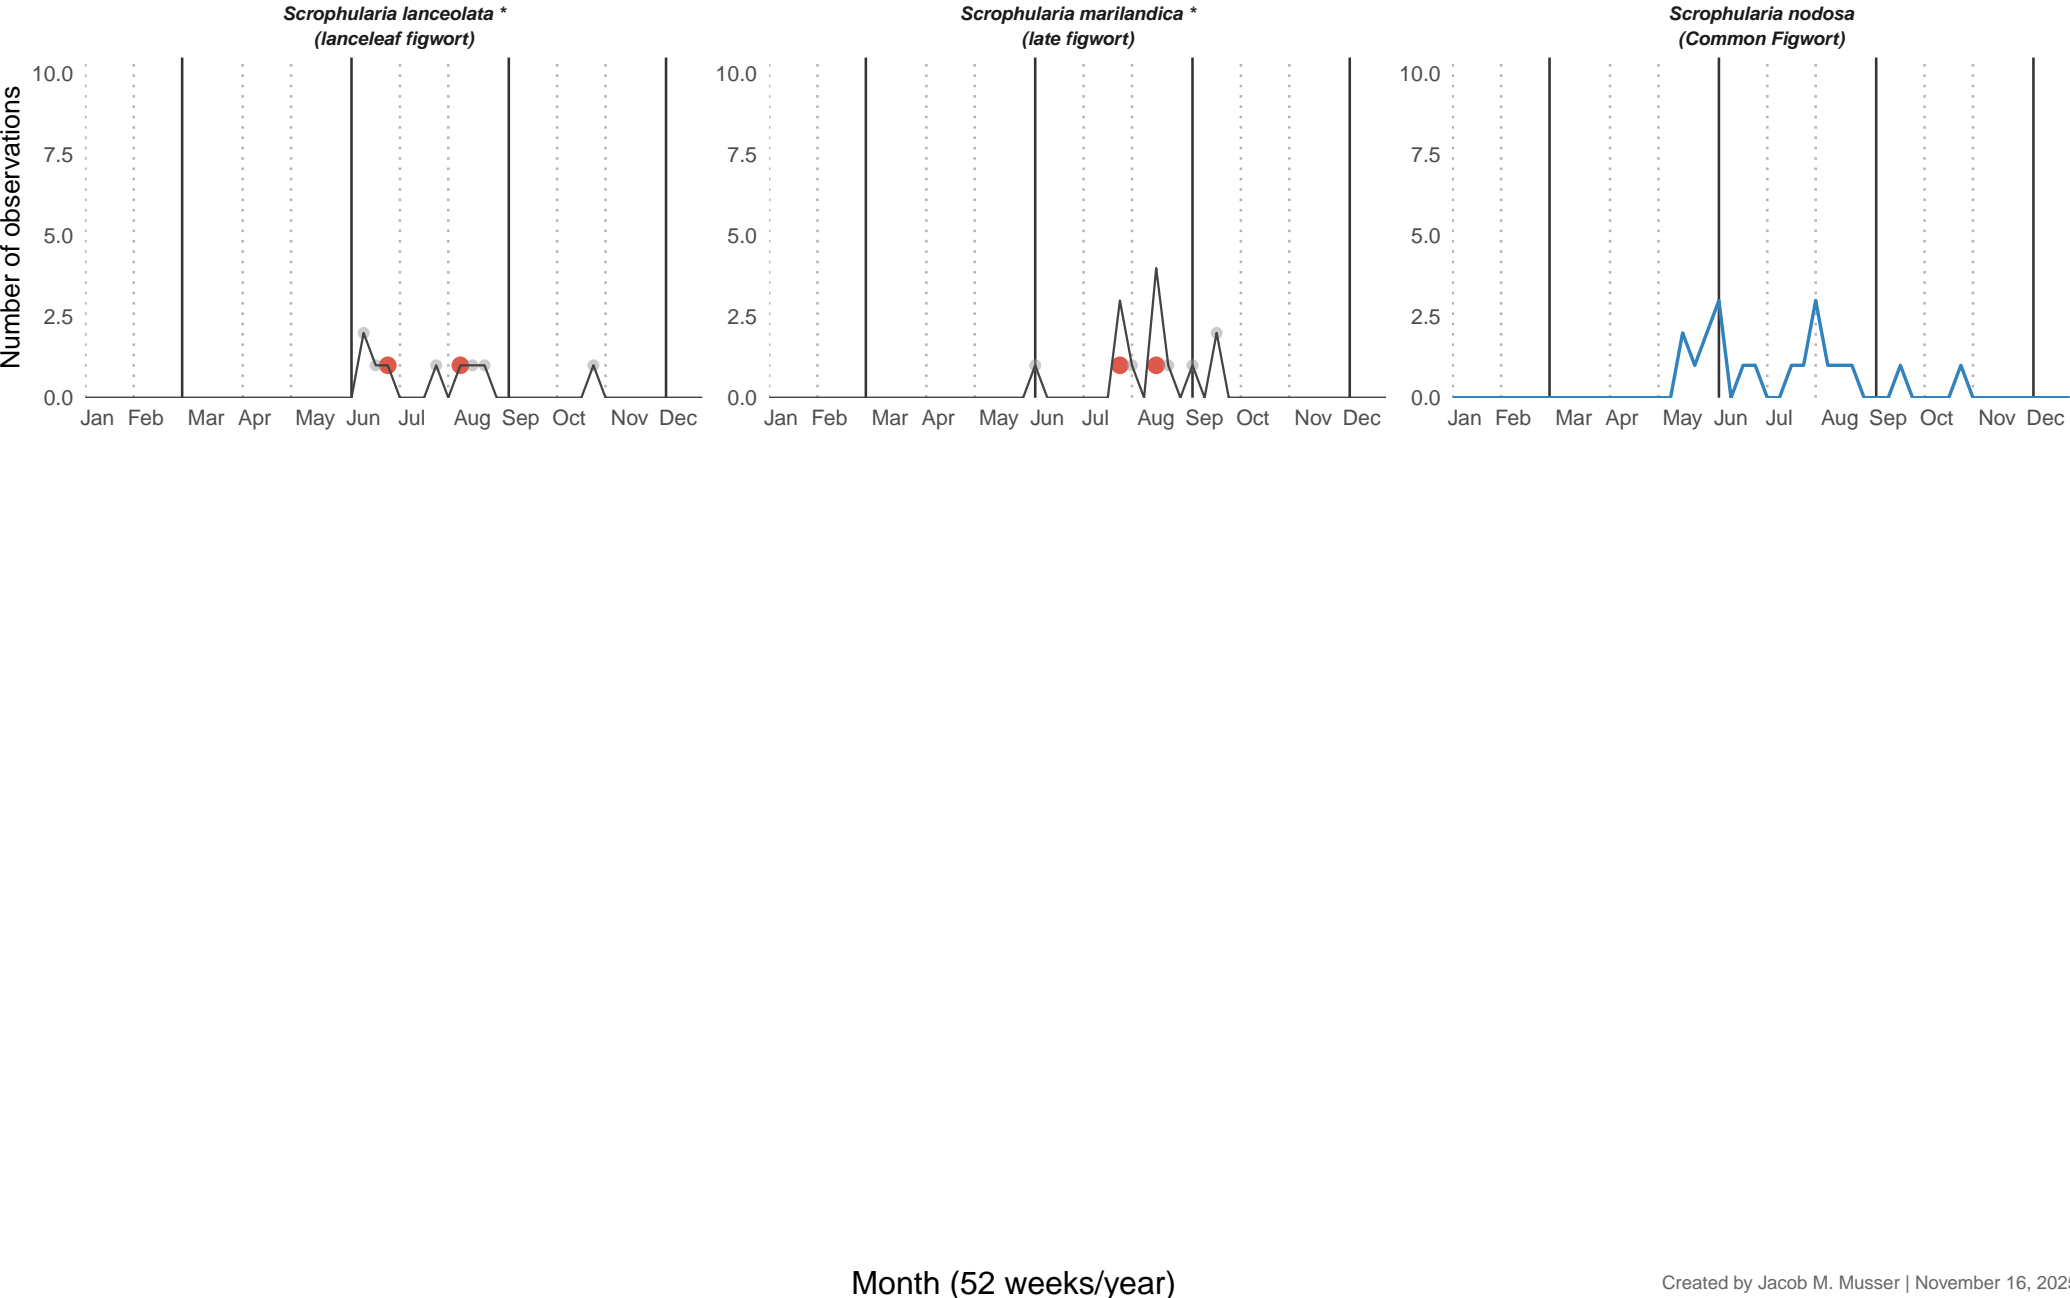 Scrophularia lanceolata *
(lanceleaf figwort)
Scrophularia marilandica *
(late figwort)
Scrophularia nodosa
(Common Figwort)
Number of observations
10.0
7.5
5.0
2.5
0.0
Jan Feb Mar Apr May Jun Jul Aug Sep Oct Nov Dec
10.0
7.5
5.0
2.5
0.0
Jan Feb Mar Apr May Jun Jul Aug Sep Oct Nov Dec
10.0
7.5
5.0
2.5
0.0
Jan Feb Mar Apr May Jun Jul Aug Sep Oct Nov Dec
Month (52 weeks/year)
Created by Jacob M. Musser | November 16, 2025